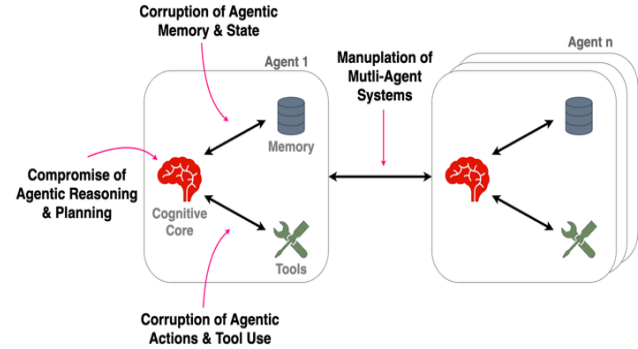 Corruption of Agentic
Memory & State
Agent 1
Manuplation of
Mutli-Agent
Systems
Agent n
Memory
Compromise of
Agentic Reasoning
& Planning
Cognitive
Core
Tools
Corruption of Agentic
Actions & Tool Use